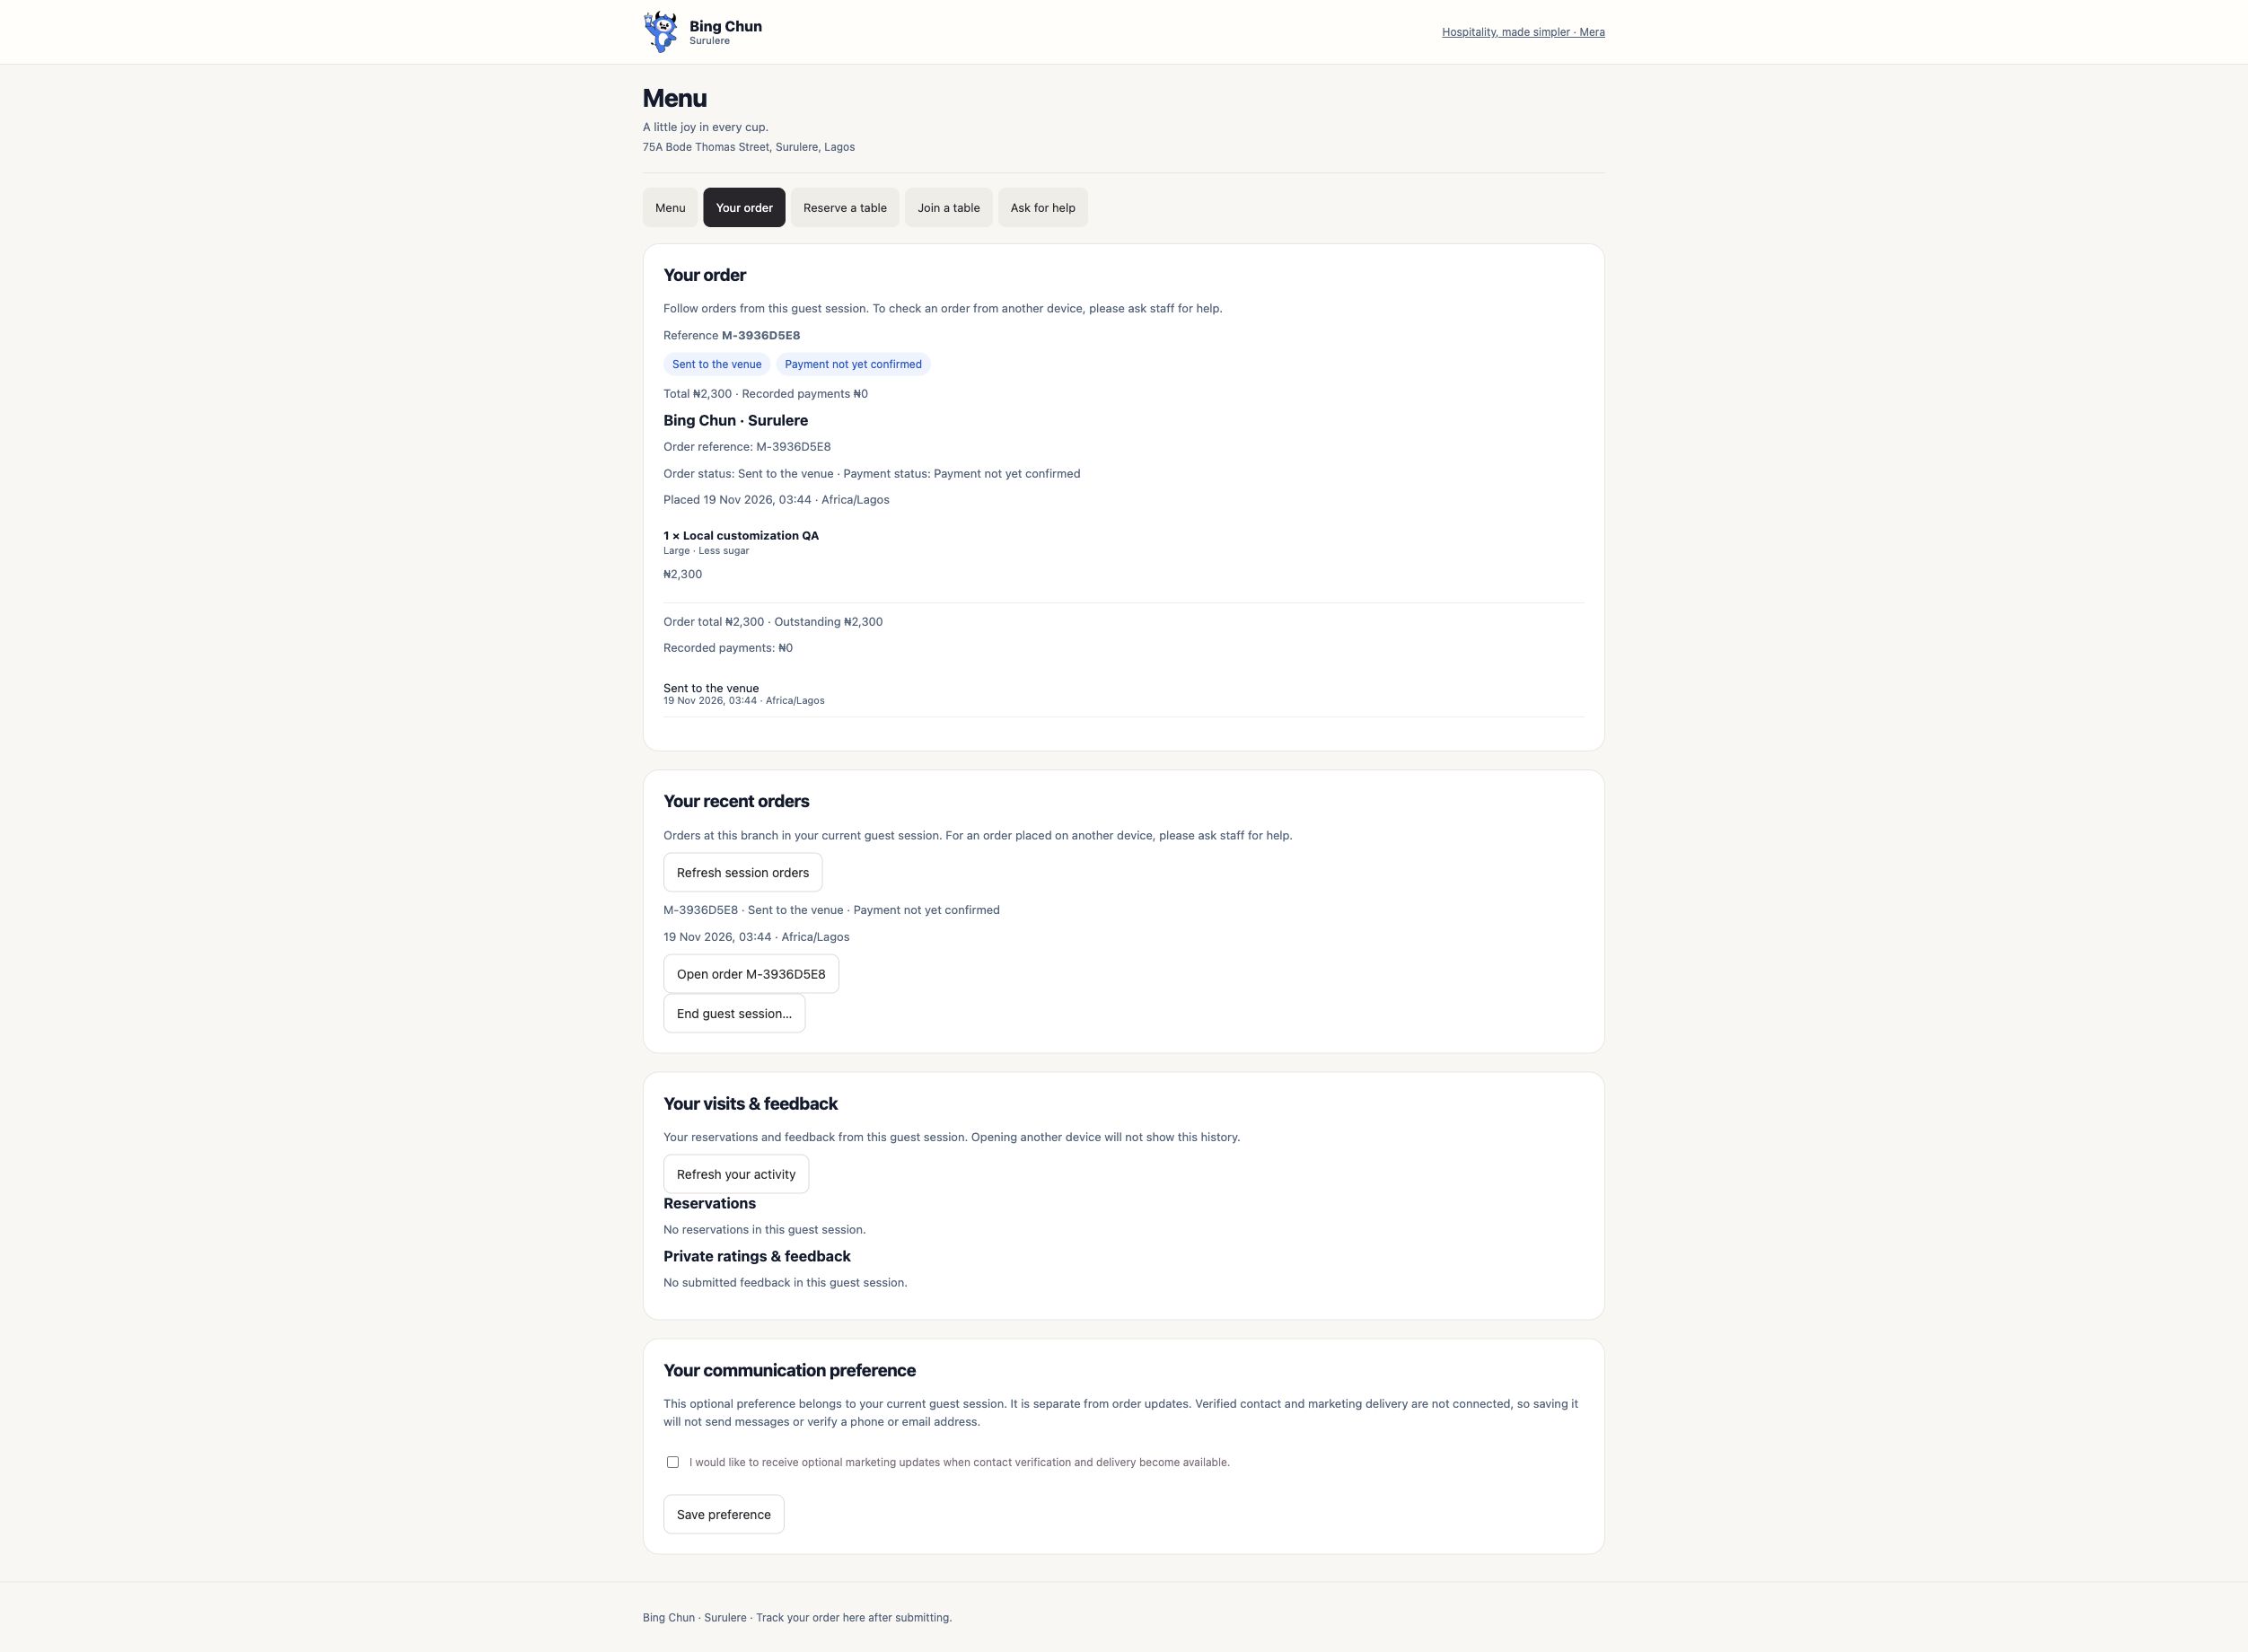 Bing Chun
Surulere
Hospitality, made simpler · Mera
Menu
A little joy in every cup.
75A Bode Thomas Street, Surulere, Lagos
Menu
Your order
Reserve a table
Join a table
Ask for help
Your order
Follow orders from this guest session. To check an order from another device, please ask staff for help.
Reference M-3936D5E8
Sent to the venue
Payment not yet confirmed
Total ₦2,300 · Recorded payments ₦0
Bing Chun · Surulere
Order reference: M-3936D5E8
Order status: Sent to the venue · Payment status: Payment not yet confirmed
Placed 19 Nov 2026, 03:44 · Africa/Lagos
1 × Local customization QA
Large · Less sugar
₦2,300
Order total ₦2,300 · Outstanding ₦2,300
Recorded payments: ₦0
Sent to the venue
19 Nov 2026, 03:44 · Africa/Lagos
Your recent orders
Orders at this branch in your current guest session. For an order placed on another device, please ask staff for help.
Refresh session orders
M-3936D5E8 · Sent to the venue · Payment not yet confirmed
19 Nov 2026, 03:44 · Africa/Lagos
Open order M-3936D5E8
End guest session…
Your visits & feedback
Your reservations and feedback from this guest session. Opening another device will not show this history.
Refresh your activity
Reservations
No reservations in this guest session.
Private ratings & feedback
No submitted feedback in this guest session.
Your communication preference
This optional preference belongs to your current guest session. It is separate from order updates. Verified contact and marketing delivery are not connected, so saving it
will not send messages or verify a phone or email address.
I would like to receive optional marketing updates when contact verification and delivery become available.
Save preference
Bing Chun · Surulere · Track your order here after submitting.